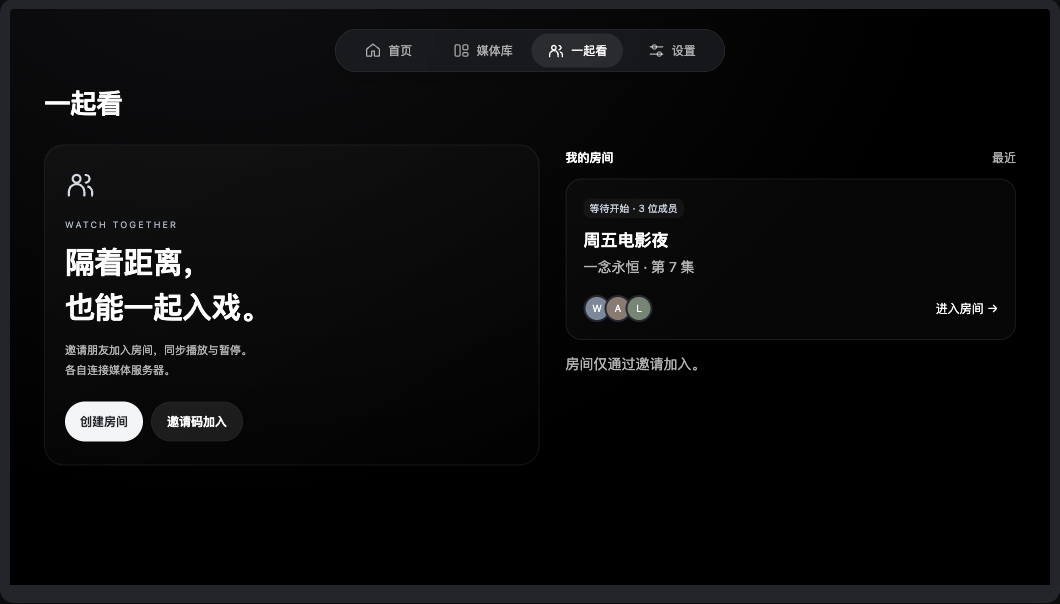 首页
媒体库
一起看
设置
一起看
WATCH TOGETHER
隔着距离，
也能一起入戏。
邀请朋友加入房间，同步播放与暂停。
各自连接媒体服务器。
创建房间
邀请码加入
我的房间
最近
等待开始 · 3 位成员
周五电影夜
一念永恒 · 第 7 集
W
A
L
进入房间 →
房间仅通过邀请加入。